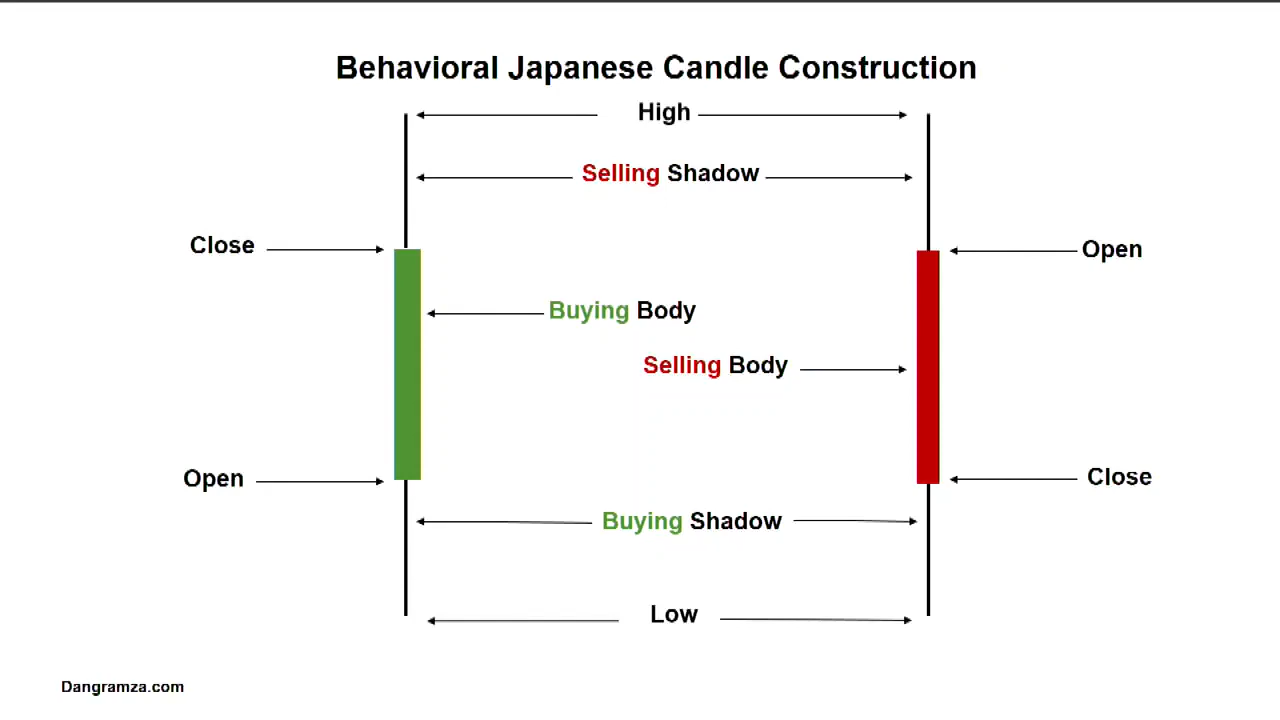 Behavioral Japanese Candle Construction
High
Selling Shadow
Close
Open
Buying Body
Selling Body
Open
Close
Buying Shadow
Low
Dangramza.com